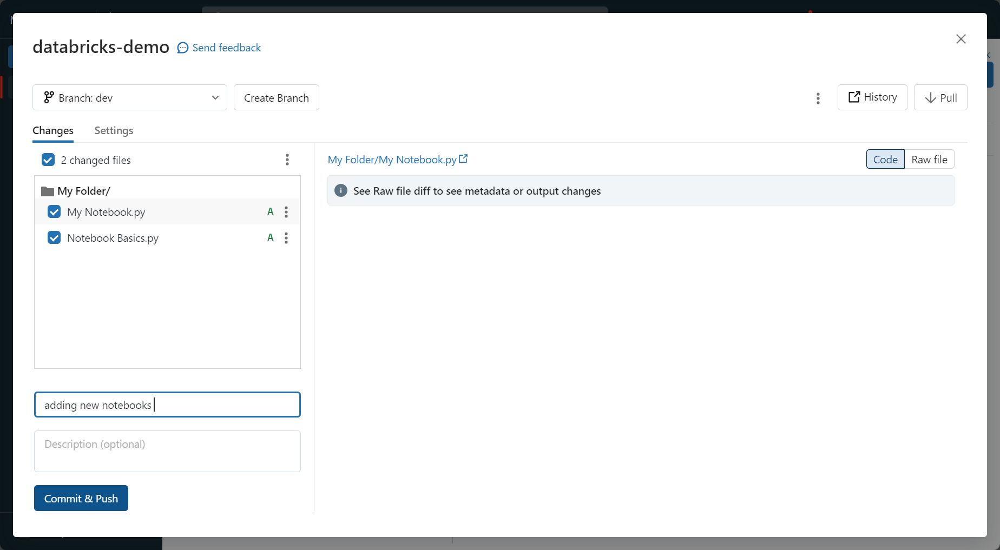 databricks-demo
Send feedback
Branch: dev
Create Branch
History
Pull
Changes
Settings
2 changed files
My Folder/
My Notebook.py
A
Notebook Basics.py
A
adding new notebooks
Description (optional)
Commit & Push
My Folder/My Notebook.py
Code
Raw file
See Raw file diff to see metadata or output changes